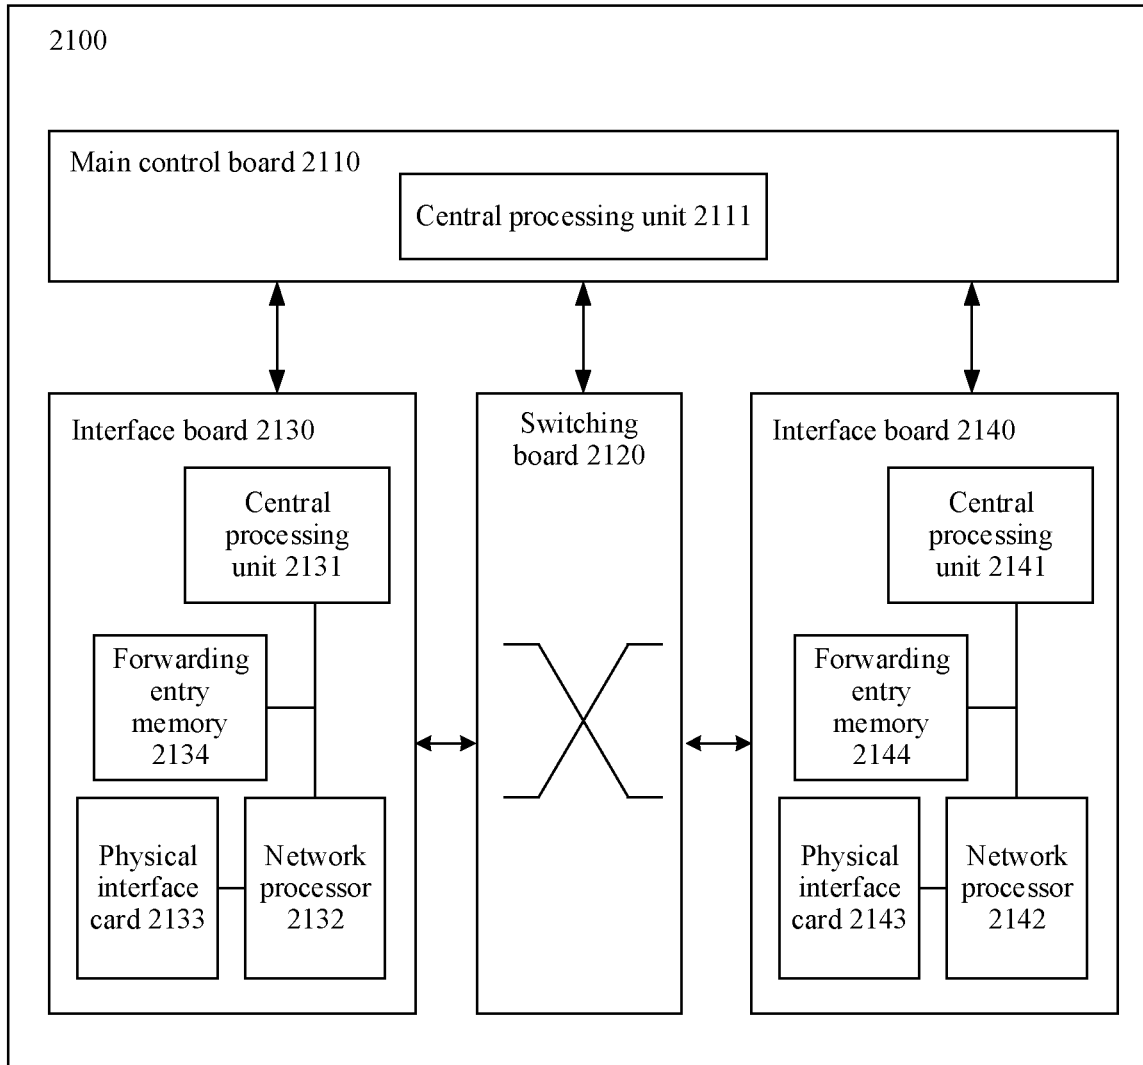 2100
Main control board 2110
Central processing unit 2111
Interface board 2130
Central
processing
unit 2131
Forwarding
entry
memory
2134
Physical
interface
card 2133
Network
processor
2132
Switching
board 2120
Interface board 2140
Central
processing
unit 2141
Forwarding
entry
memory
2144
Physical
interface
card 2143
Network
processor
2142